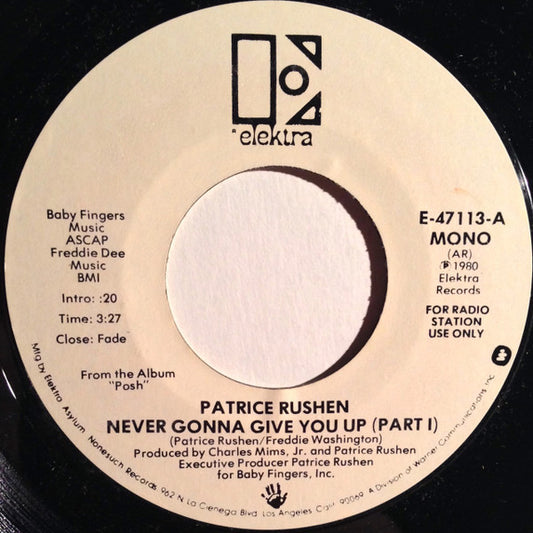 elektra
Baby Fingers
Music
ASCAP
Freddie Dee
Music
BMI
Intro: :20
Time: 3:27
Close: Fade
From the Album
"Posh"
E-47113-A
MONO
(AR)
℗ 1980
Elektra
Records
FOR RADIO
STATION
USE ONLY
PATRICE RUSHEN
NEVER GONNA GIVE YOU UP (PART I)
(Patrice Rushen/Freddie Washington)
Produced by Charles Mims, Jr. and Patrice Rushen
Executive Producer Patrice Rushen
for Baby Fingers, Inc.
Mfg by Elektra Asylum Nonesuch Records 962 N La Cienega Blvd Los Angeles Calif 90069 A Division of Warner Communications Inc